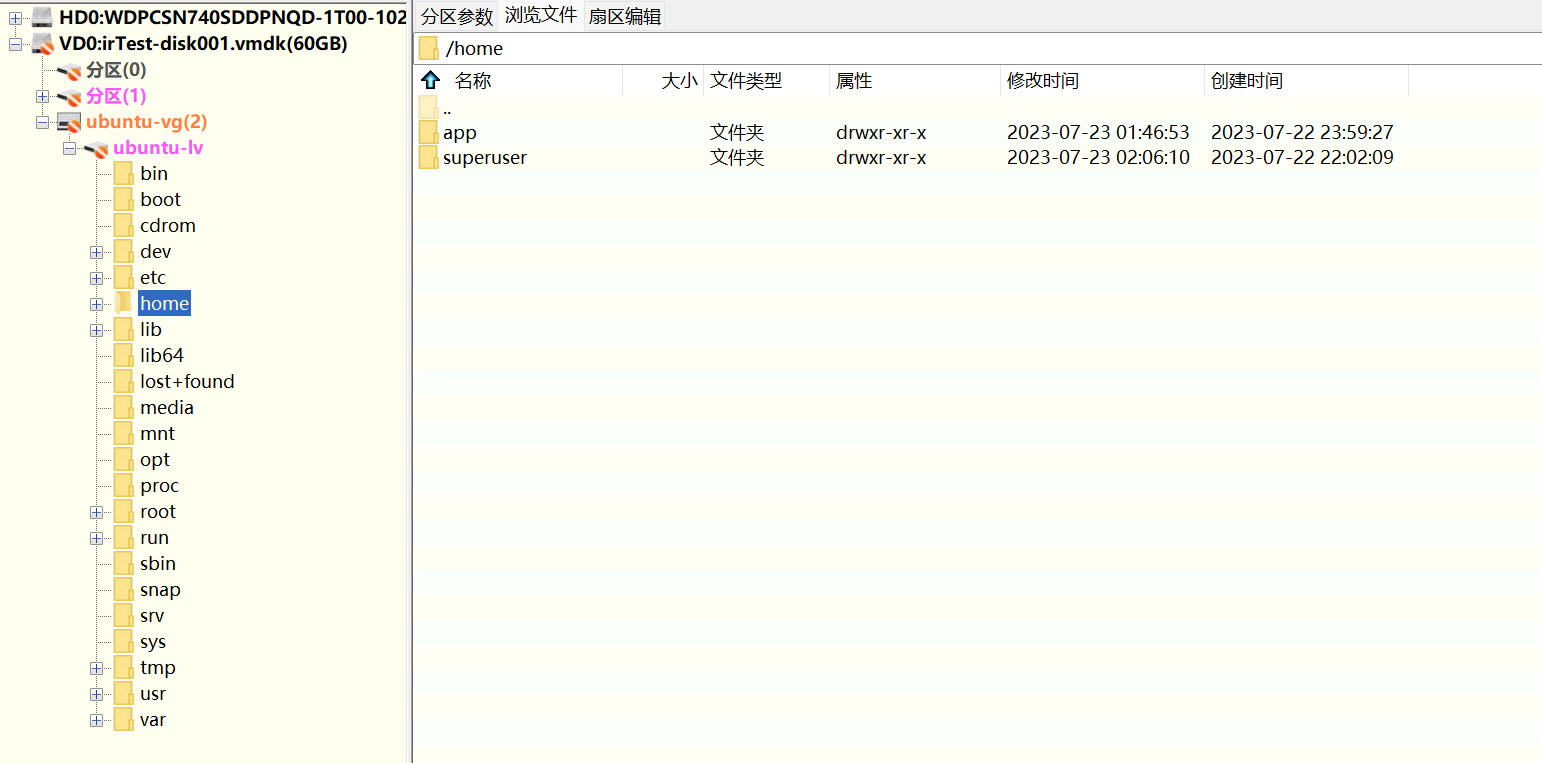 HD0:WDPCSN740SDDPNQD-1T00-102
VD0:irTest-disk001.vmdk(60GB)
分区(0)
分区(1)
ubuntu-vg(2)
ubuntu-lv
bin
boot
cdrom
dev
etc
home
lib
lib64
lost+found
media
mnt
opt
proc
root
run
sbin
snap
srv
sys
tmp
usr
var
分区参数 浏览文件 扇区编辑
/home
名称 大小 文件类型 属性 修改时间 创建时间
..
app 文件夹 drwxr-xr-x 2023-07-23 01:46:53 2023-07-22 23:59:27
superuser 文件夹 drwxr-xr-x 2023-07-23 02:06:10 2023-07-22 22:02:09